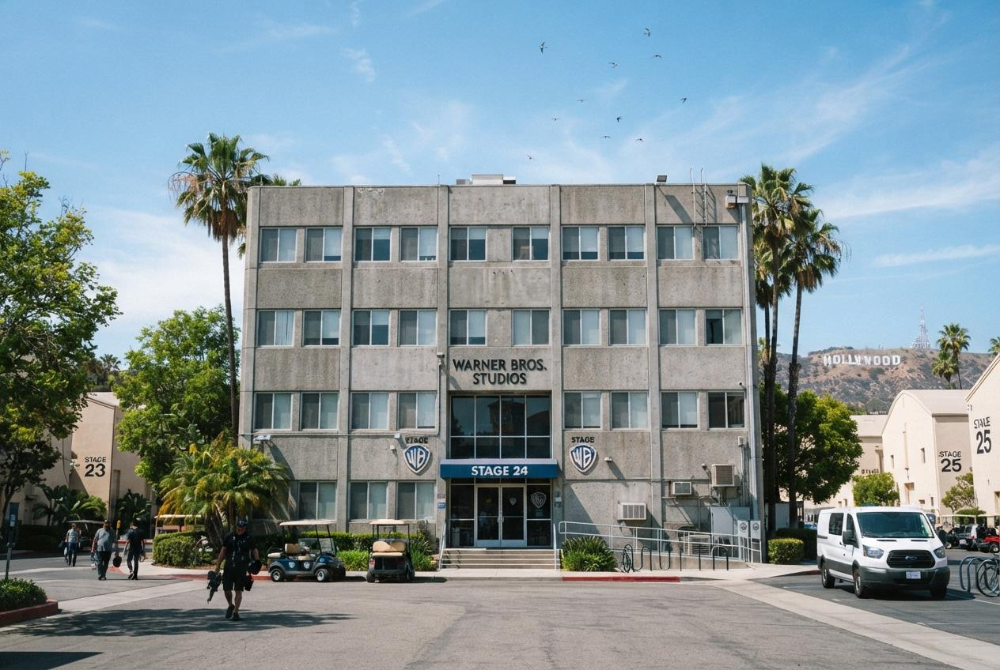 HOLLYWOOD
WARNER BROS.
STUDIOS
STAGE
WB
STAGE
WB
STAGE 24
STAGE
23
STAGE
25
STAGE
25